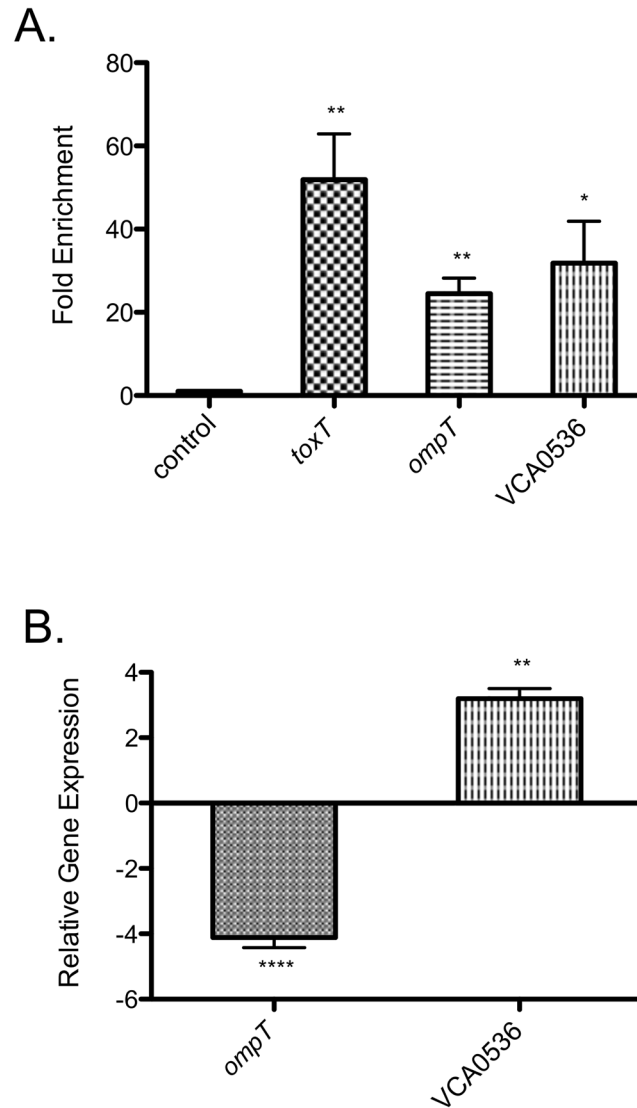 A.
Fold Enrichment
80
60
40
20
0
**
**
*
control
toxT
ompT
VCA0536
B.
Relative Gene Expression
4
2
0
-2
-4
-6
**
****
ompT
VCA0536